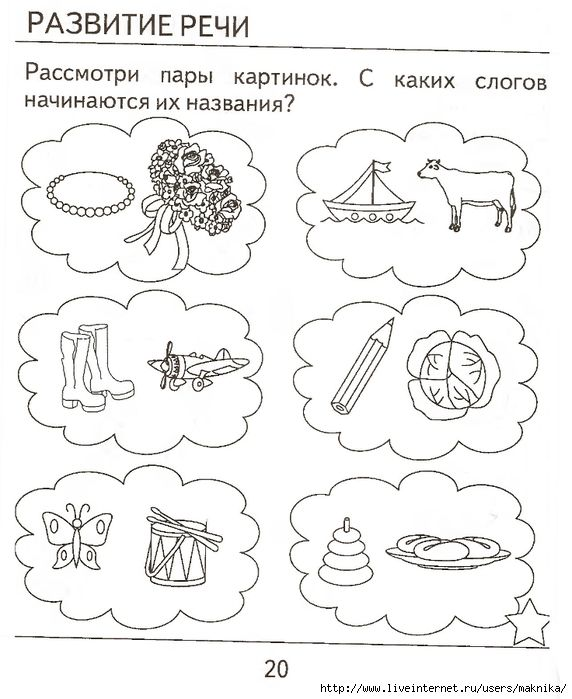 РАЗВИТИЕ РЕЧИ
Рассмотри пары картинок. С каких слогов
начинаются их названия?
20
http://www.liveinternet.ru/users/maknika/